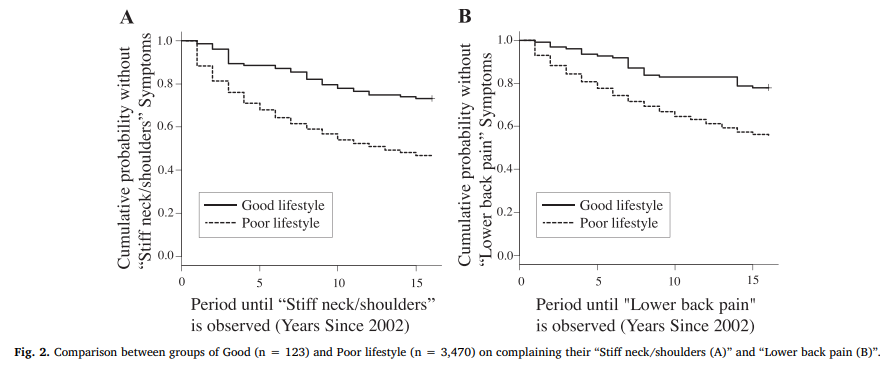 A
Cumulative probability without
“Stiff neck/shoulders” Symptoms
1.0
0.8
0.6
0.4
0.2
0.0
Good lifestyle
Poor lifestyle
0 5 10 15
Period until “Stiff neck/shoulders”
is observed (Years Since 2002)
B
Cumulative probability without
“Lower back pain” Symptoms
1.0
0.8
0.6
0.4
0.2
0.0
Good lifestyle
Poor lifestyle
0 5 10 15
Period until "Lower back pain"
is observed (Years Since 2002)
Fig. 2. Comparison between groups of Good (n = 123) and Poor lifestyle (n = 3,470) on complaining their “Stiff neck/shoulders (A)” and “Lower back pain (B)”.